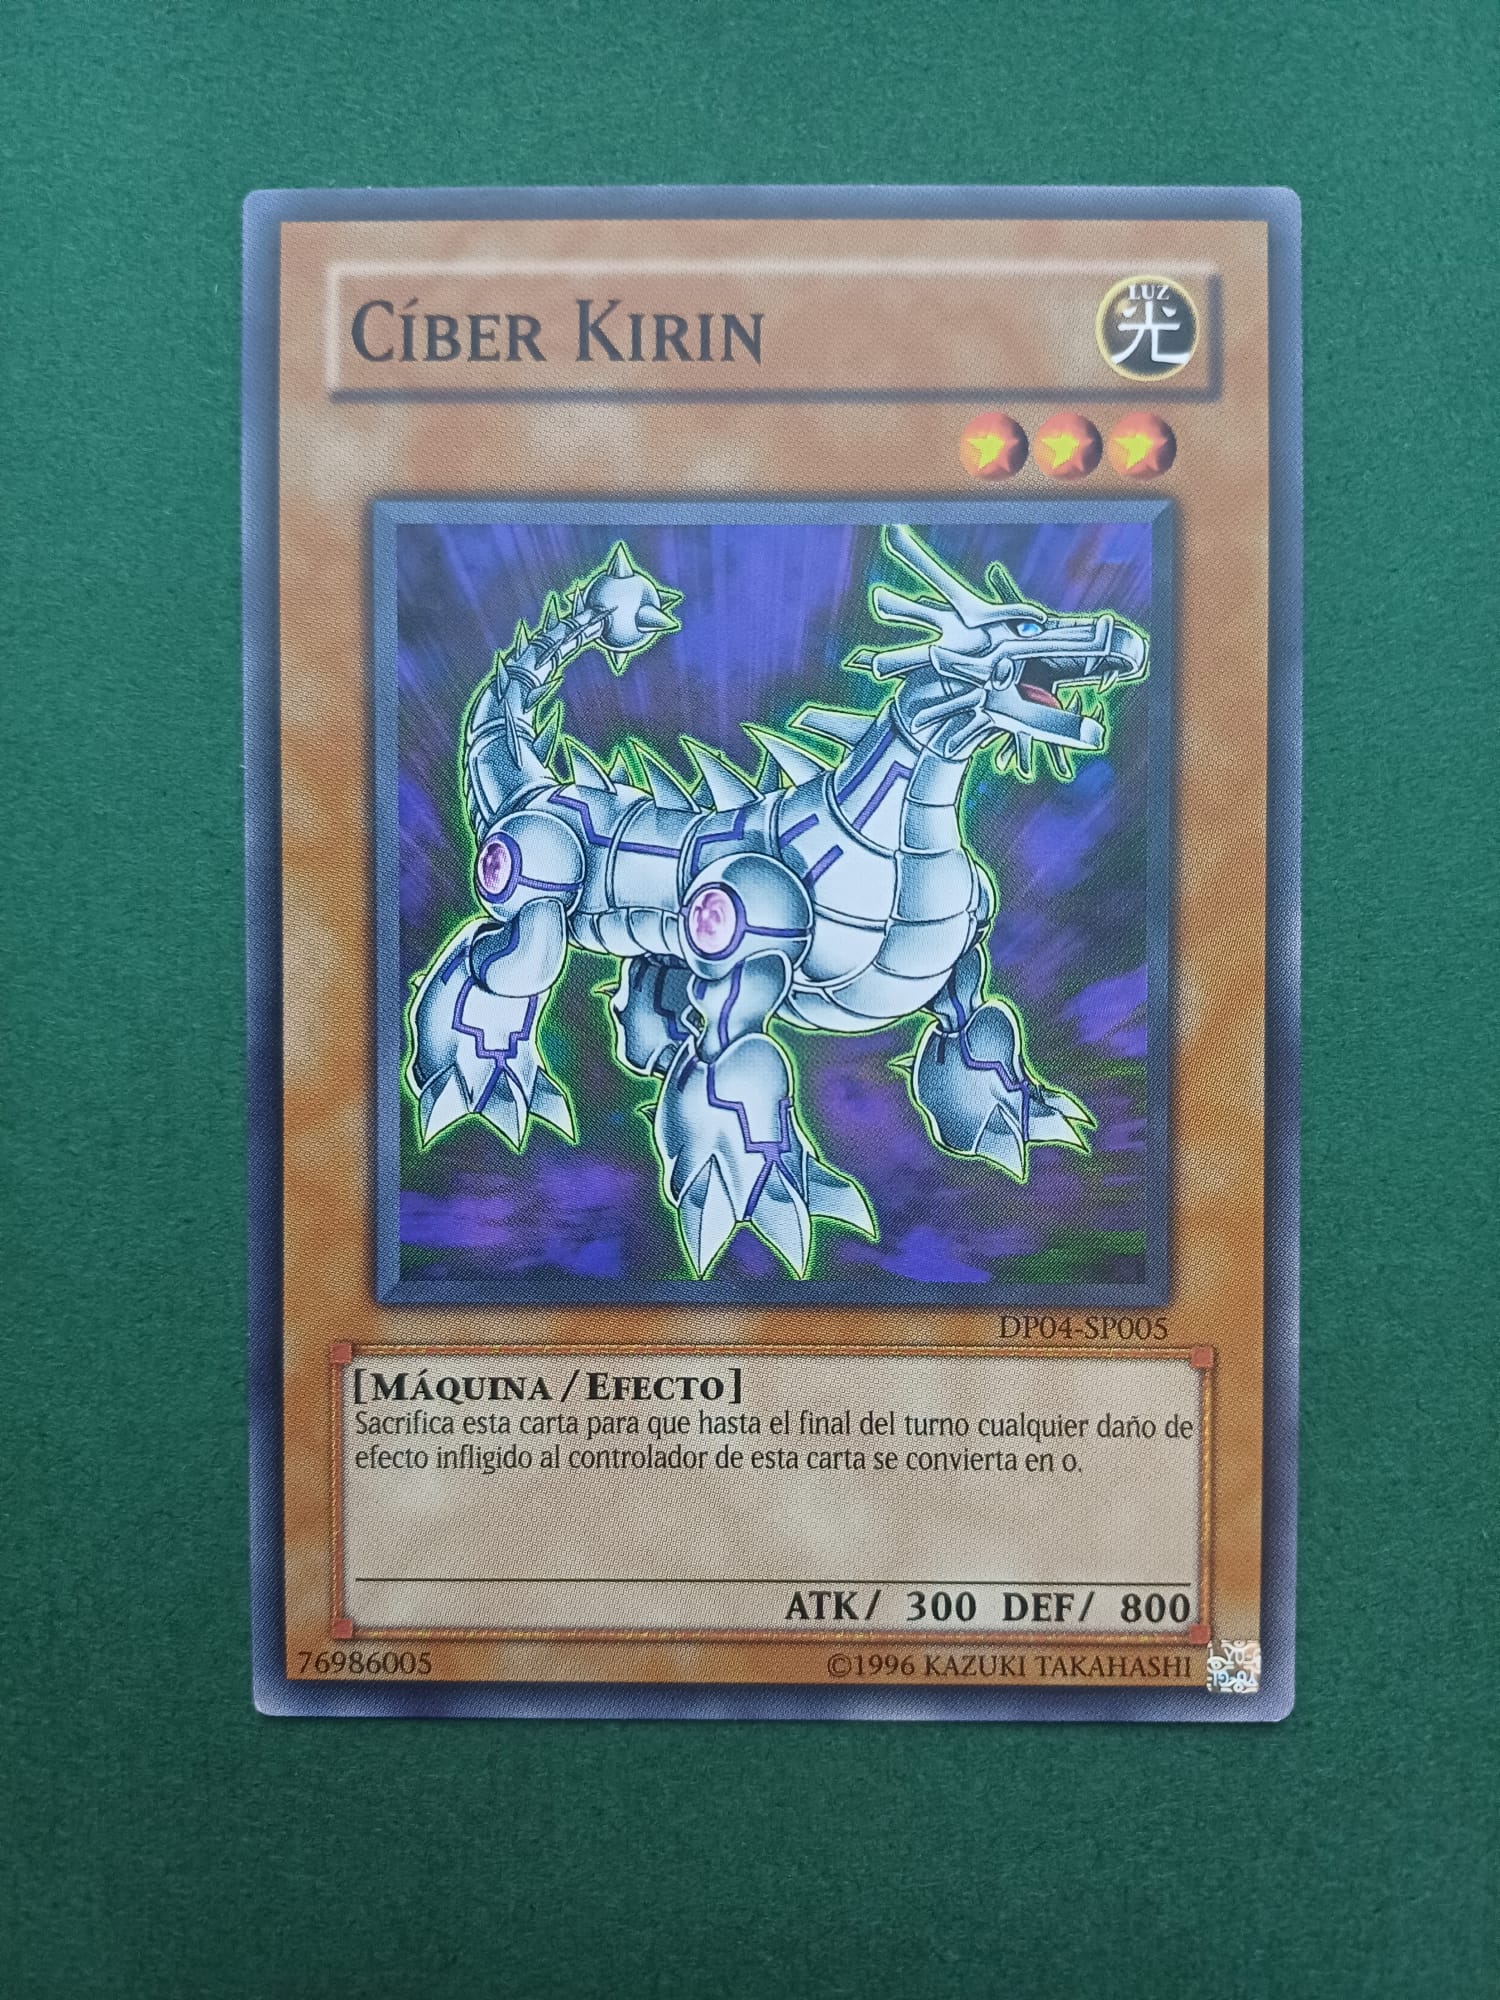 CÍBER KIRIN
LUZ
光
DP04-SP005
[MÁQUINA/EFECTO]
Sacrifica esta carta para que hasta el final del turno cualquier daño de
efecto infligido al controlador de esta carta se convierta en 0.
ATK/ 300 DEF/ 800
76986005
©1996 KAZUKI TAKAHASHI